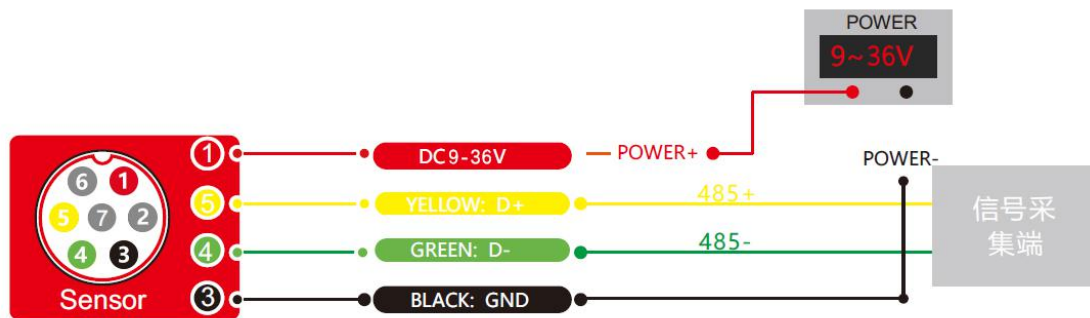 POWER
9~36V
1
DC9-36V
POWER+
POWER-
6
1
5
YELLOW: D+
485+
5
7
2
信号采
集端
4
GREEN: D-
485-
4
3
Sensor
3
BLACK: GND